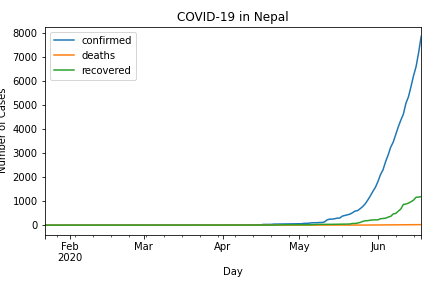 COVID-19 in Nepal
confirmed
deaths
recovered
8000
7000
6000
5000
4000
3000
2000
1000
0
Number of Cases
Feb
2020
Mar
Apr
May
Jun
Day